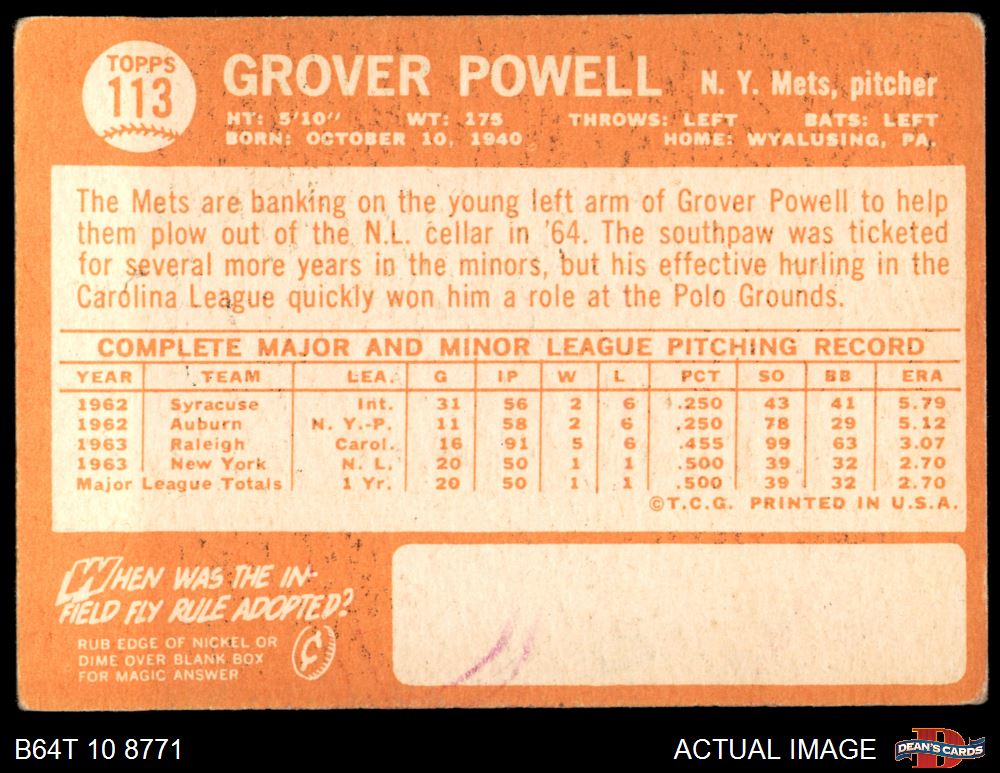 TOPPS
113
GROVER POWELL N. Y. Mets, pitcher
HT: 5'10" WT: 175 THROWS: LEFT BATS: LEFT
BORN: OCTOBER 10, 1940 HOME: WYALUSING, PA.
The Mets are banking on the young left arm of Grover Powell to help
them plow out of the N.L. cellar in '64. The southpaw was ticketed
for several more years in the minors, but his effective hurling in the
Carolina League quickly won him a role at the Polo Grounds.
COMPLETE MAJOR AND MINOR LEAGUE PITCHING RECORD
YEAR TEAM LEA. G IP W L PCT SO BB ERA
1962 Syracuse Int. 31 56 2 6 .250 43 41 5.79
1962 Auburn N. Y.-P. 11 58 2 6 .250 78 29 5.12
1963 Raleigh Carol. 16 91 5 6 .455 99 63 3.07
1963 New York N. L. 20 50 1 1 .500 39 32 2.70
Major League Totals 1 Yr. 20 50 1 1 .500 39 32 2.70
©T.C.G. PRINTED IN U.S.A.
WHEN WAS THE IN-
FIELD FLY RULE ADOPTED?
RUB EDGE OF NICKEL OR
DIME OVER BLANK BOX
FOR MAGIC ANSWER
¢
B64T 10 8771 ACTUAL IMAGE D DEAN'S CARDS